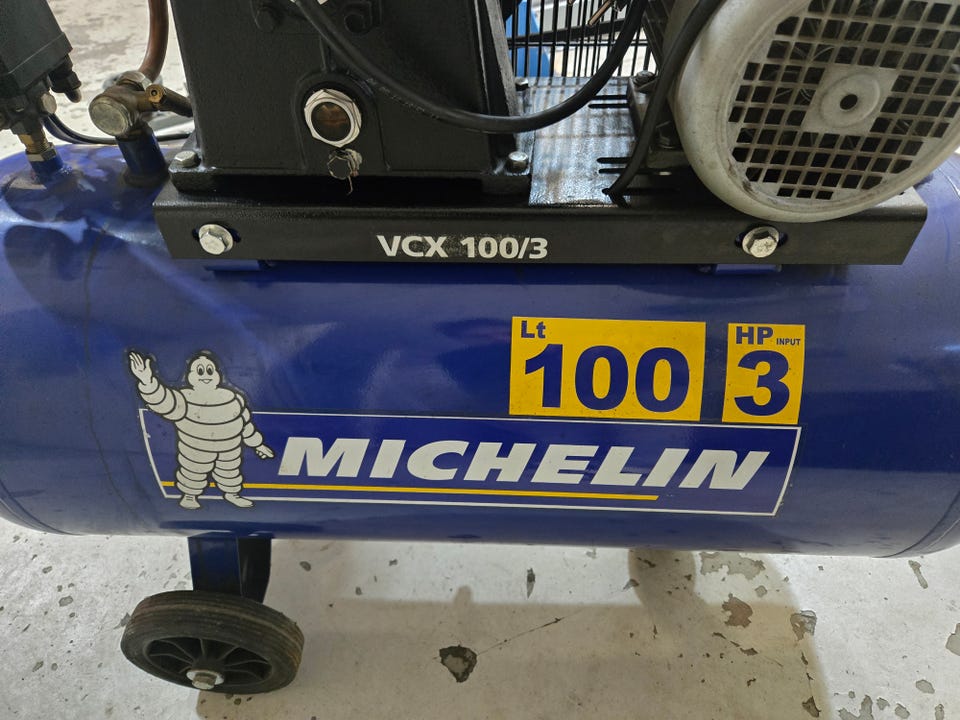 VCX 100/3
Lt
100
HP INPUT
3
MICHELIN